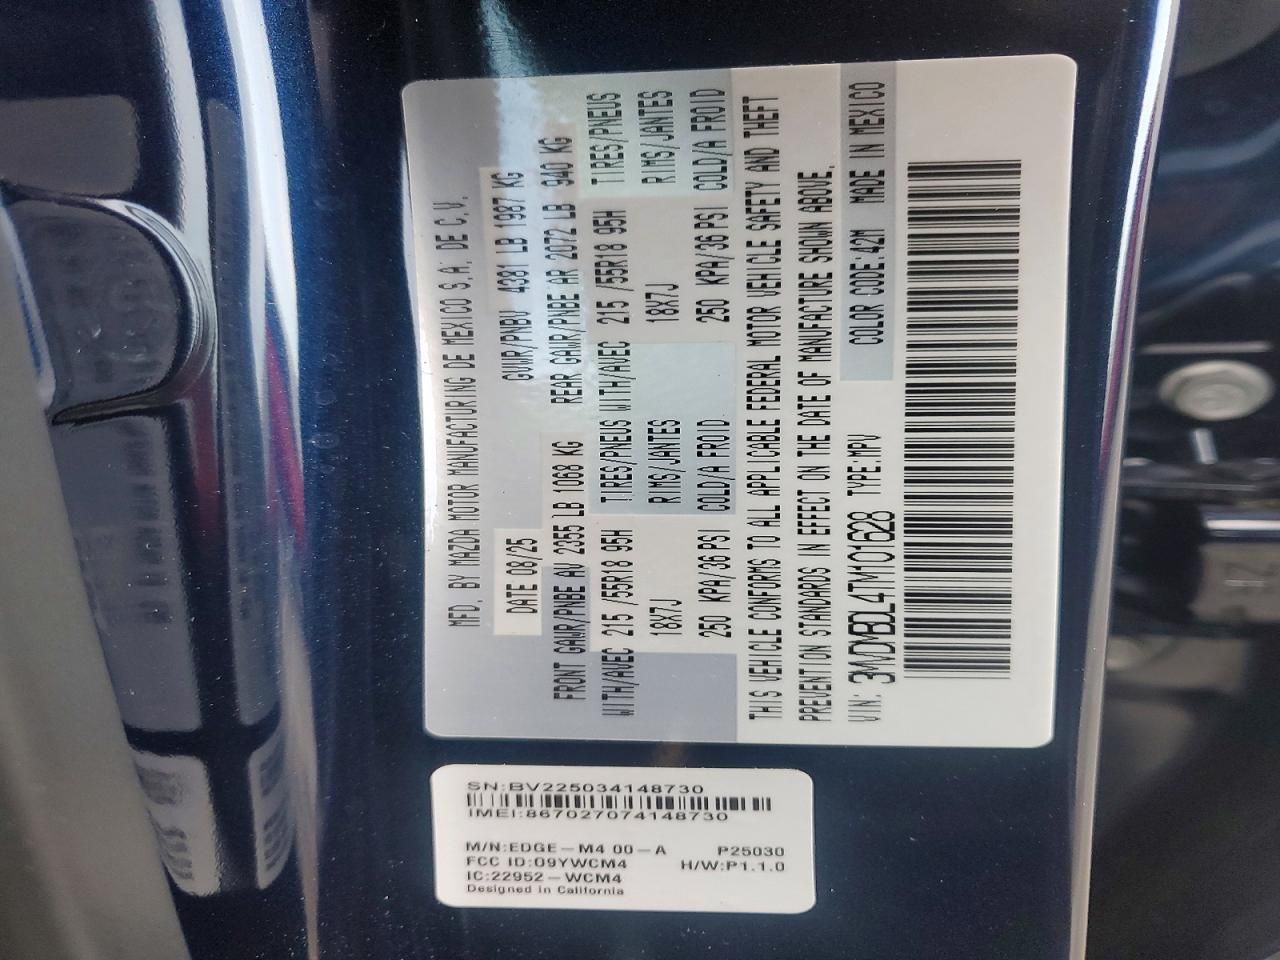 MFD. BY MAZDA MOTOR MANUFACTURING DE MEXICO S.A. DE C.V.
DATE 08/25 GVWR/PNBV 4381 LB 1987 KG
FRONT GAWR/PNBE AV 2355 LB 1068 KG REAR GAWR/PNBE AR 2072 LB 940 KG
WITH/AVEC 215 /55R18 95H TIRES/PNEUS WITH/AVEC 215 /55R18 95H TIRES/PNEUS
18X7J RIMS/JANTES 18X7J RIMS/JANTES
250 KPA/36 PSI COLD/A FROID 250 KPA/36 PSI COLD/A FROID
THIS VEHICLE CONFORMS TO ALL APPLICABLE FEDERAL MOTOR VEHICLE SAFETY AND THEFT
PREVENTION STANDARDS IN EFFECT ON THE DATE OF MANUFACTURE SHOWN ABOVE.
VIN: 3MVDMBDL4TM101628 TYPE:MPV COLOR CODE:42M MADE IN MEXICO
SN:BV225034148730
IMEI:867027074148730
M/N:EDGE-M4 00-A P25030
FCC ID:O9YWCM4 H/W:P1.1.0
IC:22952-WCM4
Designed in California